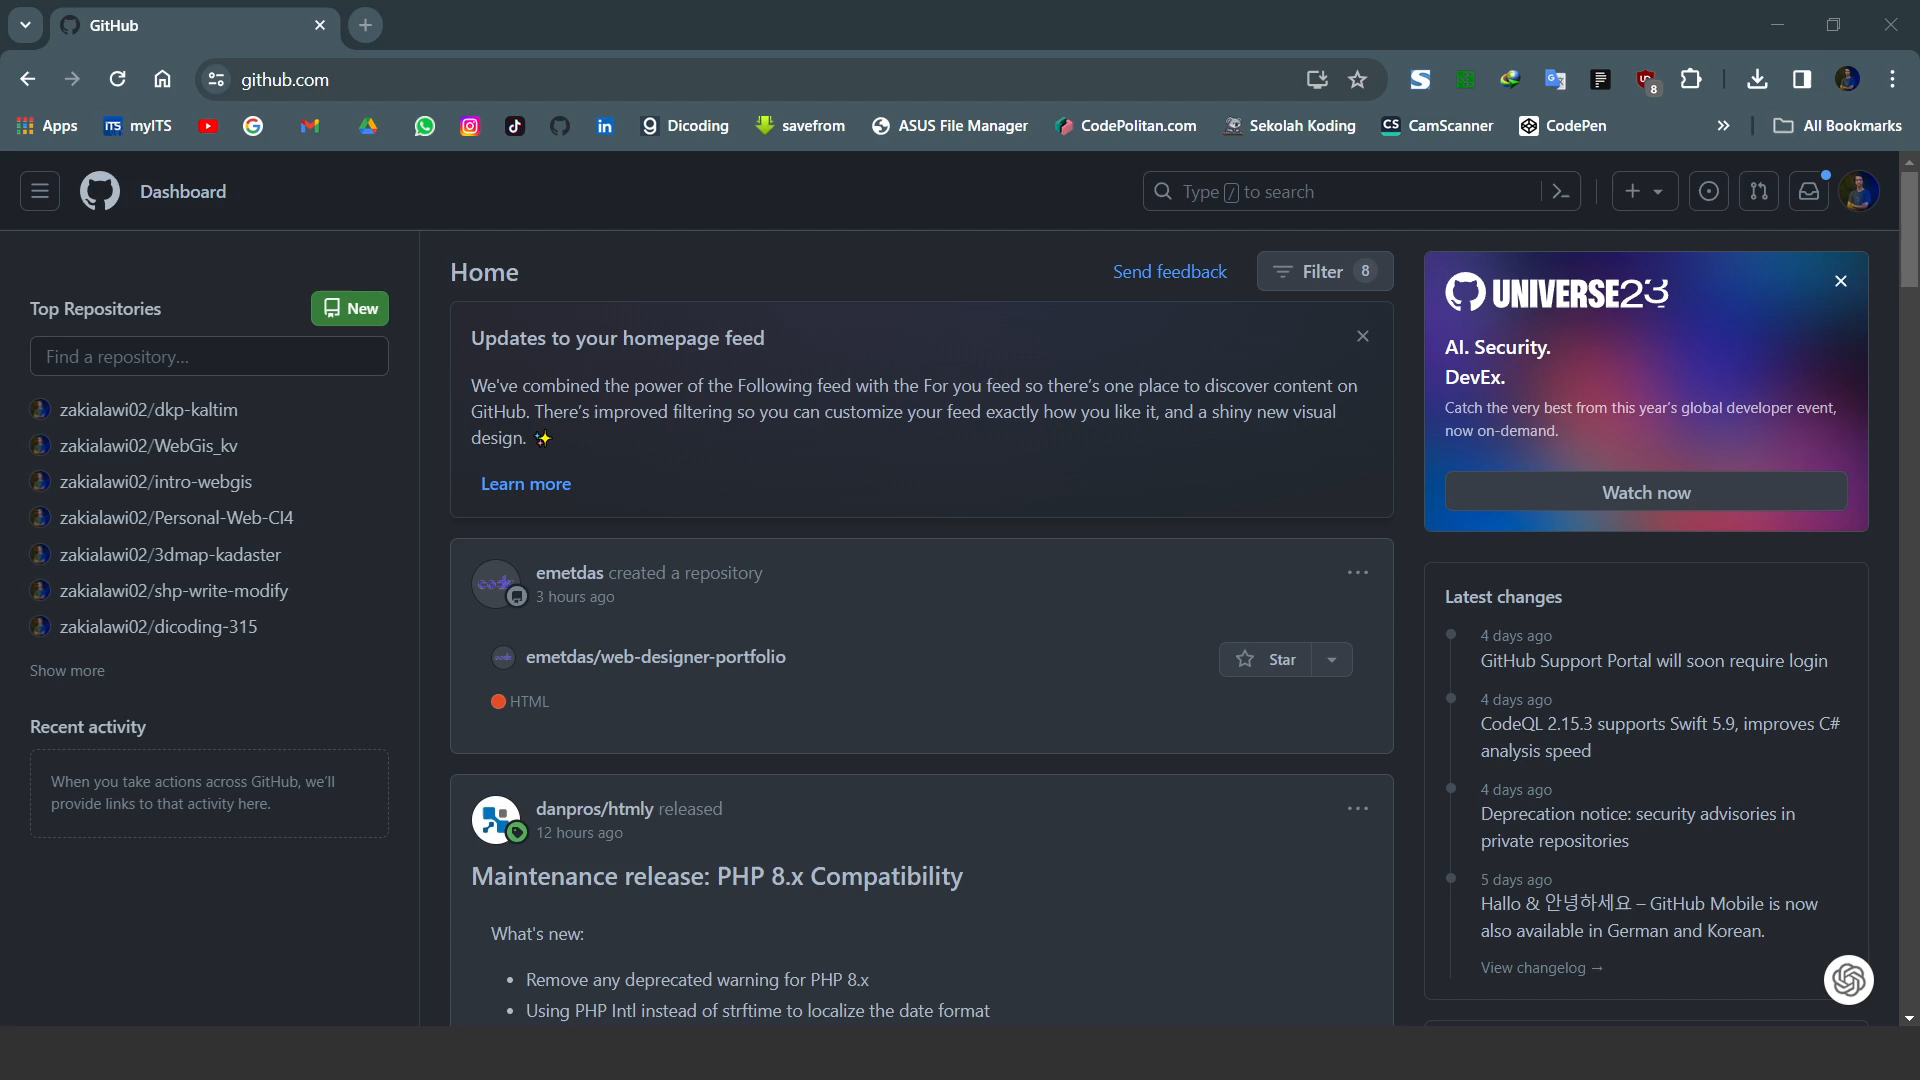 GitHub
github.com
8
Apps
ITS myITS
Dicoding
savefrom
ASUS File Manager
CodePolitan.com
Sekolah Koding
CS CamScanner
CodePen
All Bookmarks
Dashboard
Type / to search
Home
Send feedback
Filter 8
Top Repositories
New
Find a repository...
zakialawi02/dkp-kaltim
zakialawi02/WebGis_kv
zakialawi02/intro-webgis
zakialawi02/Personal-Web-CI4
zakialawi02/3dmap-kadaster
zakialawi02/shp-write-modify
zakialawi02/dicoding-315
Show more
Recent activity
When you take actions across GitHub, we’ll
provide links to that activity here.
Updates to your homepage feed
We've combined the power of the Following feed with the For you feed so there’s one place to discover content on
GitHub. There’s improved filtering so you can customize your feed exactly how you like it, and a shiny new visual
design. ✨
Learn more
emetdas created a repository
3 hours ago
emetdas/web-designer-portfolio
Star
HTML
danpros/htmly released
12 hours ago
Maintenance release: PHP 8.x Compatibility
What's new:
• Remove any deprecated warning for PHP 8.x
• Using PHP Intl instead of strftime to localize the date format
UNIVERSE23
AI. Security.
DevEx.
Catch the very best from this year’s global developer event,
now on-demand.
Watch now
Latest changes
4 days ago
GitHub Support Portal will soon require login
4 days ago
CodeQL 2.15.3 supports Swift 5.9, improves C#
analysis speed
4 days ago
Deprecation notice: security advisories in
private repositories
5 days ago
Hallo & 안녕하세요 – GitHub Mobile is now
also available in German and Korean.
View changelog →